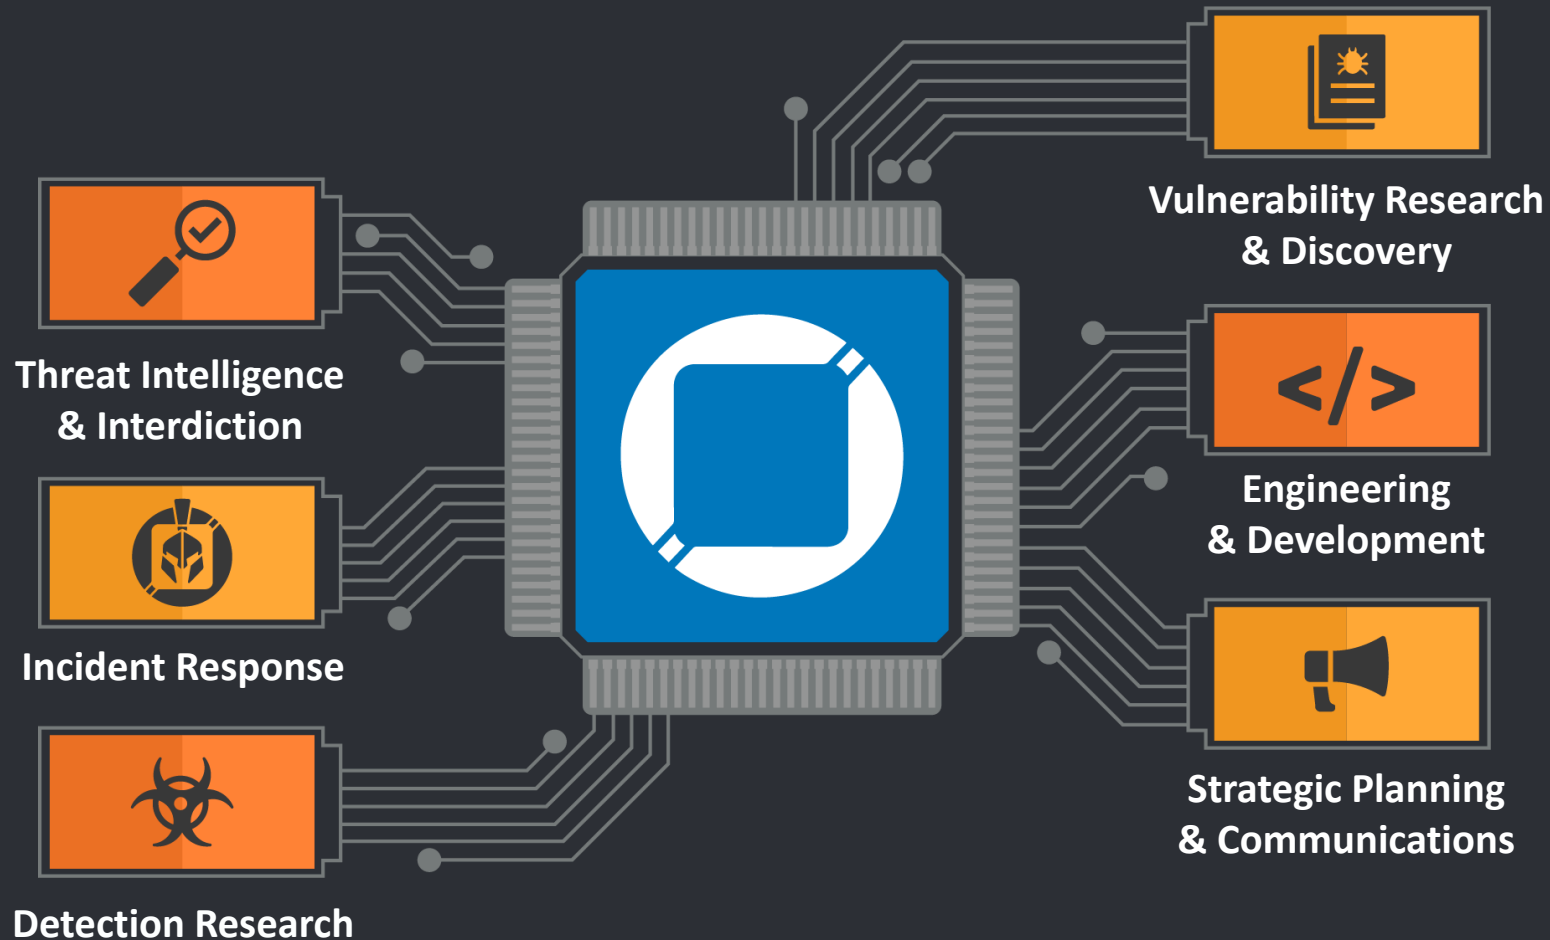 Threat Intelligence
& Interdiction
Incident Response
Detection Research
Vulnerability Research
& Discovery
</>
Engineering
& Development
Strategic Planning
& Communications